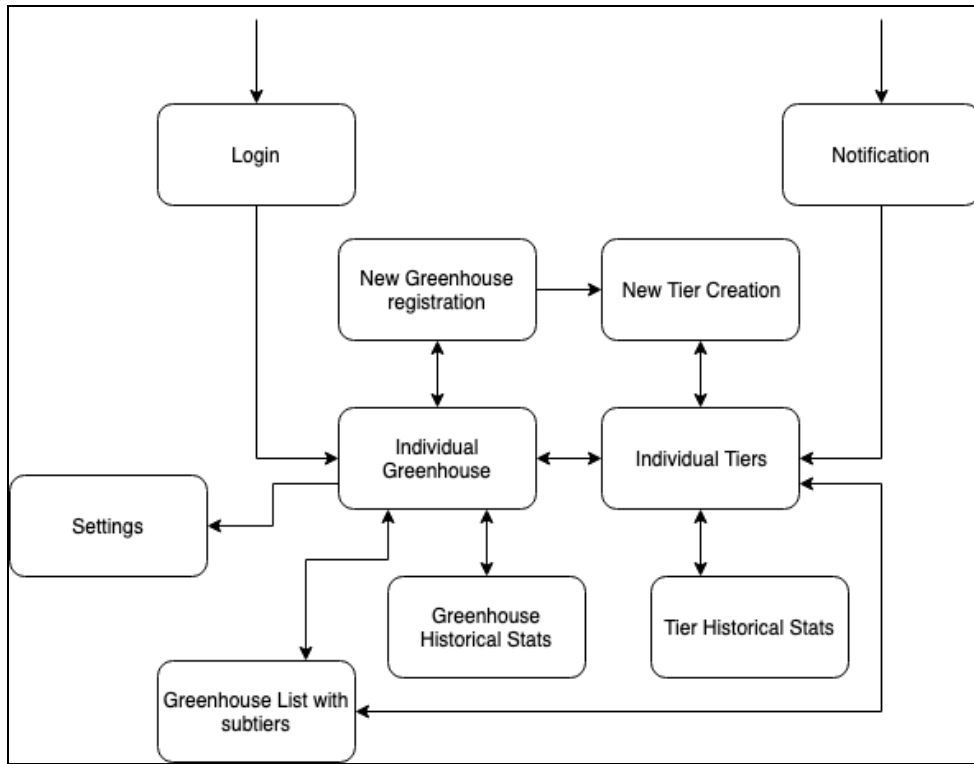 Login
Notification
New Greenhouse
registration
New Tier Creation
Individual
Greenhouse
Individual Tiers
Settings
Greenhouse
Historical Stats
Tier Historical Stats
Greenhouse List with
subtiers